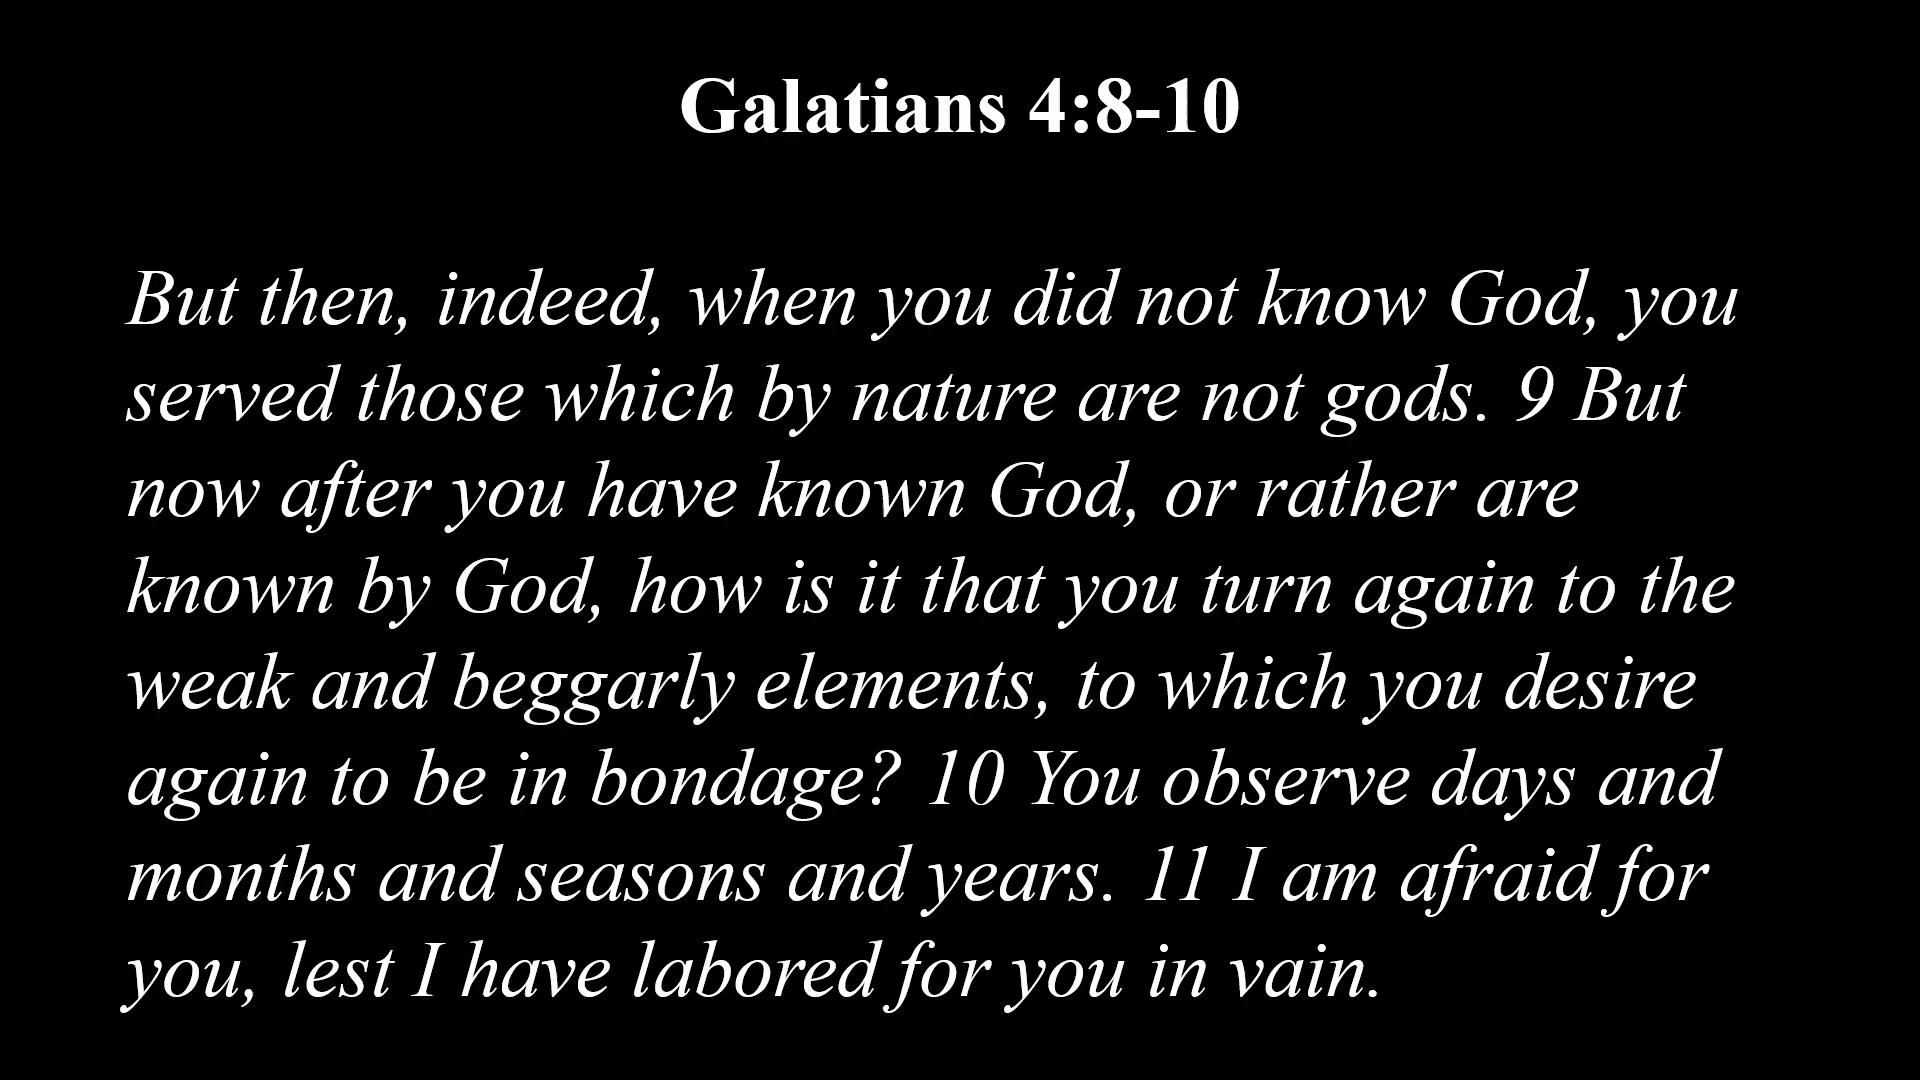 Galatians 4:8-10
But then, indeed, when you did not know God, you
served those which by nature are not gods. 9 But
now after you have known God, or rather are
known by God, how is it that you turn again to the
weak and beggarly elements, to which you desire
again to be in bondage? 10 You observe days and
months and seasons and years. 11 I am afraid for
you, lest I have labored for you in vain.